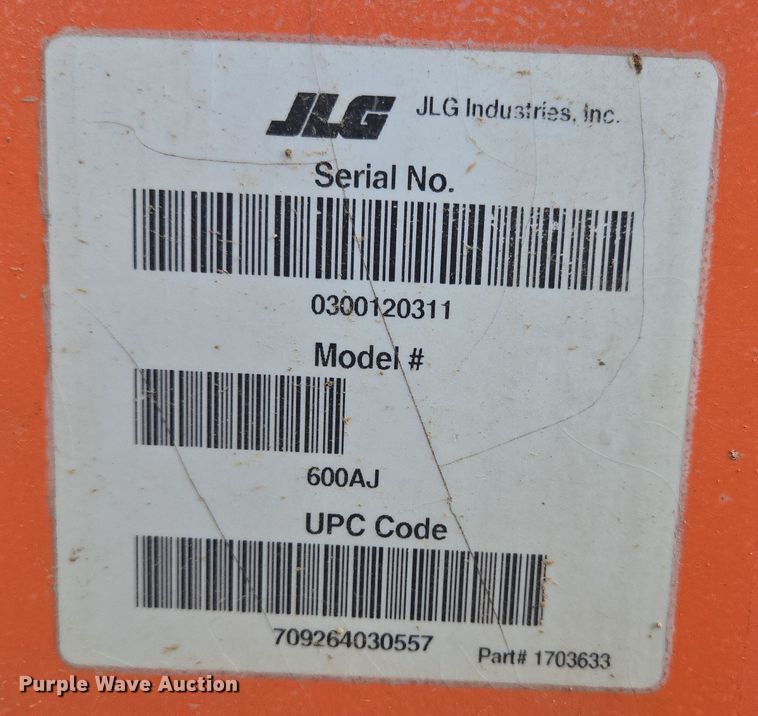 JLG JLG Industries, Inc.
Serial No.
0300120311
Model #
600AJ
UPC Code
709264030557
Part# 1703633
Purple Wave Auction